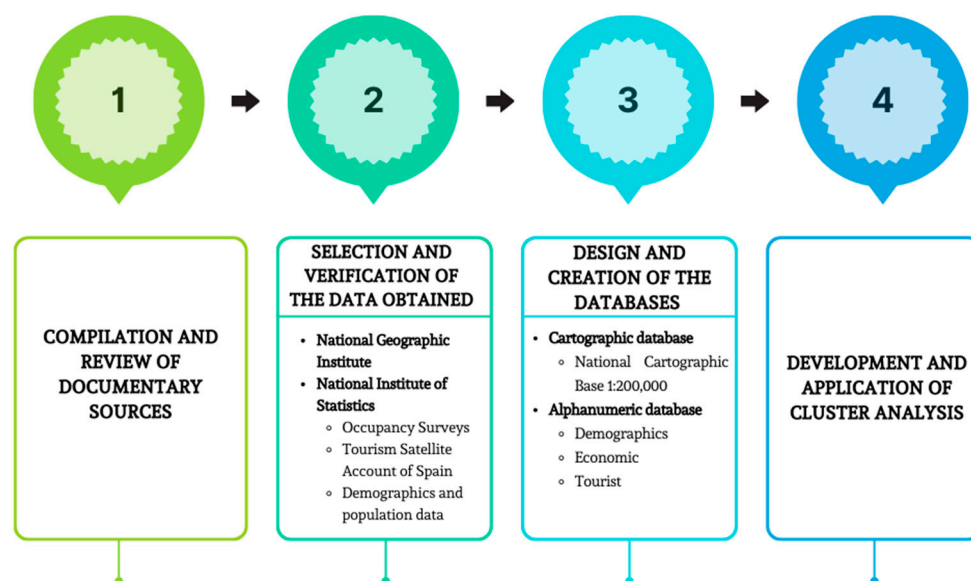 1
2
3
4
COMPILATION AND
REVIEW OF
DOCUMENTARY
SOURCES
SELECTION AND
VERIFICATION OF
THE DATA OBTAINED
• National Geographic
Institute
• National Institute of
Statistics
◦ Occupancy Surveys
◦ Tourism Satellite
Account of Spain
◦ Demographics and
population data
DESIGN AND
CREATION OF THE
DATABASES
• Cartographic database
◦ National Cartographic
Base 1:200,000
• Alphanumeric database
◦ Demographics
◦ Economic
◦ Tourist
DEVELOPMENT AND
APPLICATION OF
CLUSTER ANALYSIS